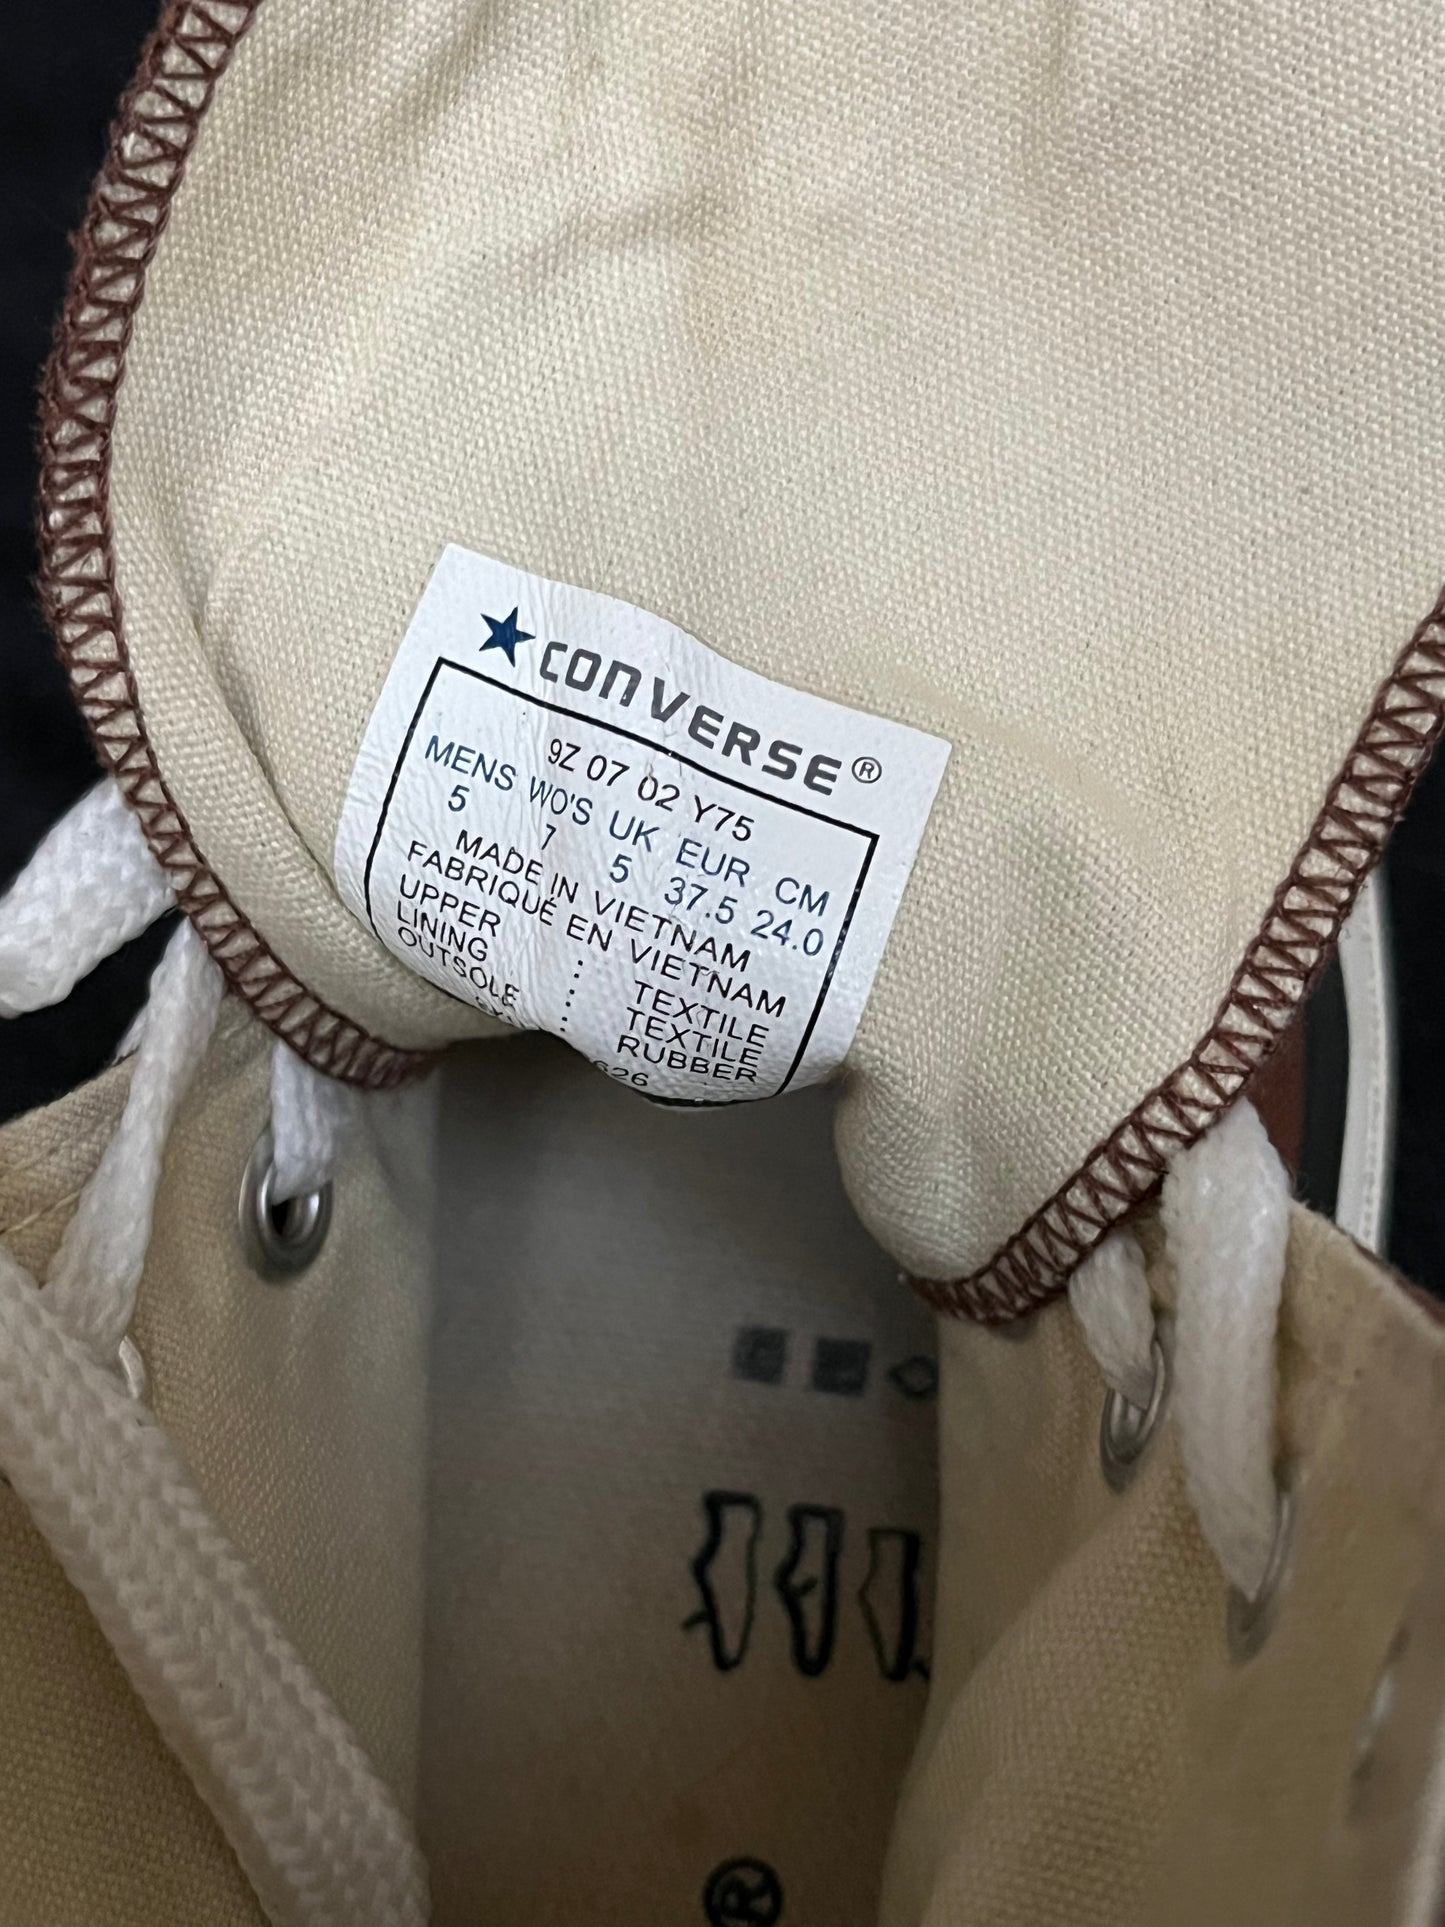 CONVERSE®
9Z 07 02 Y75
MENS WO'S UK EUR CM
5 7 5 37.5 24.0
MADE IN VIETNAM
FABRIQUÉ EN VIETNAM
UPPER : TEXTILE
LINING : TEXTILE
OUTSOLE : RUBBER
®